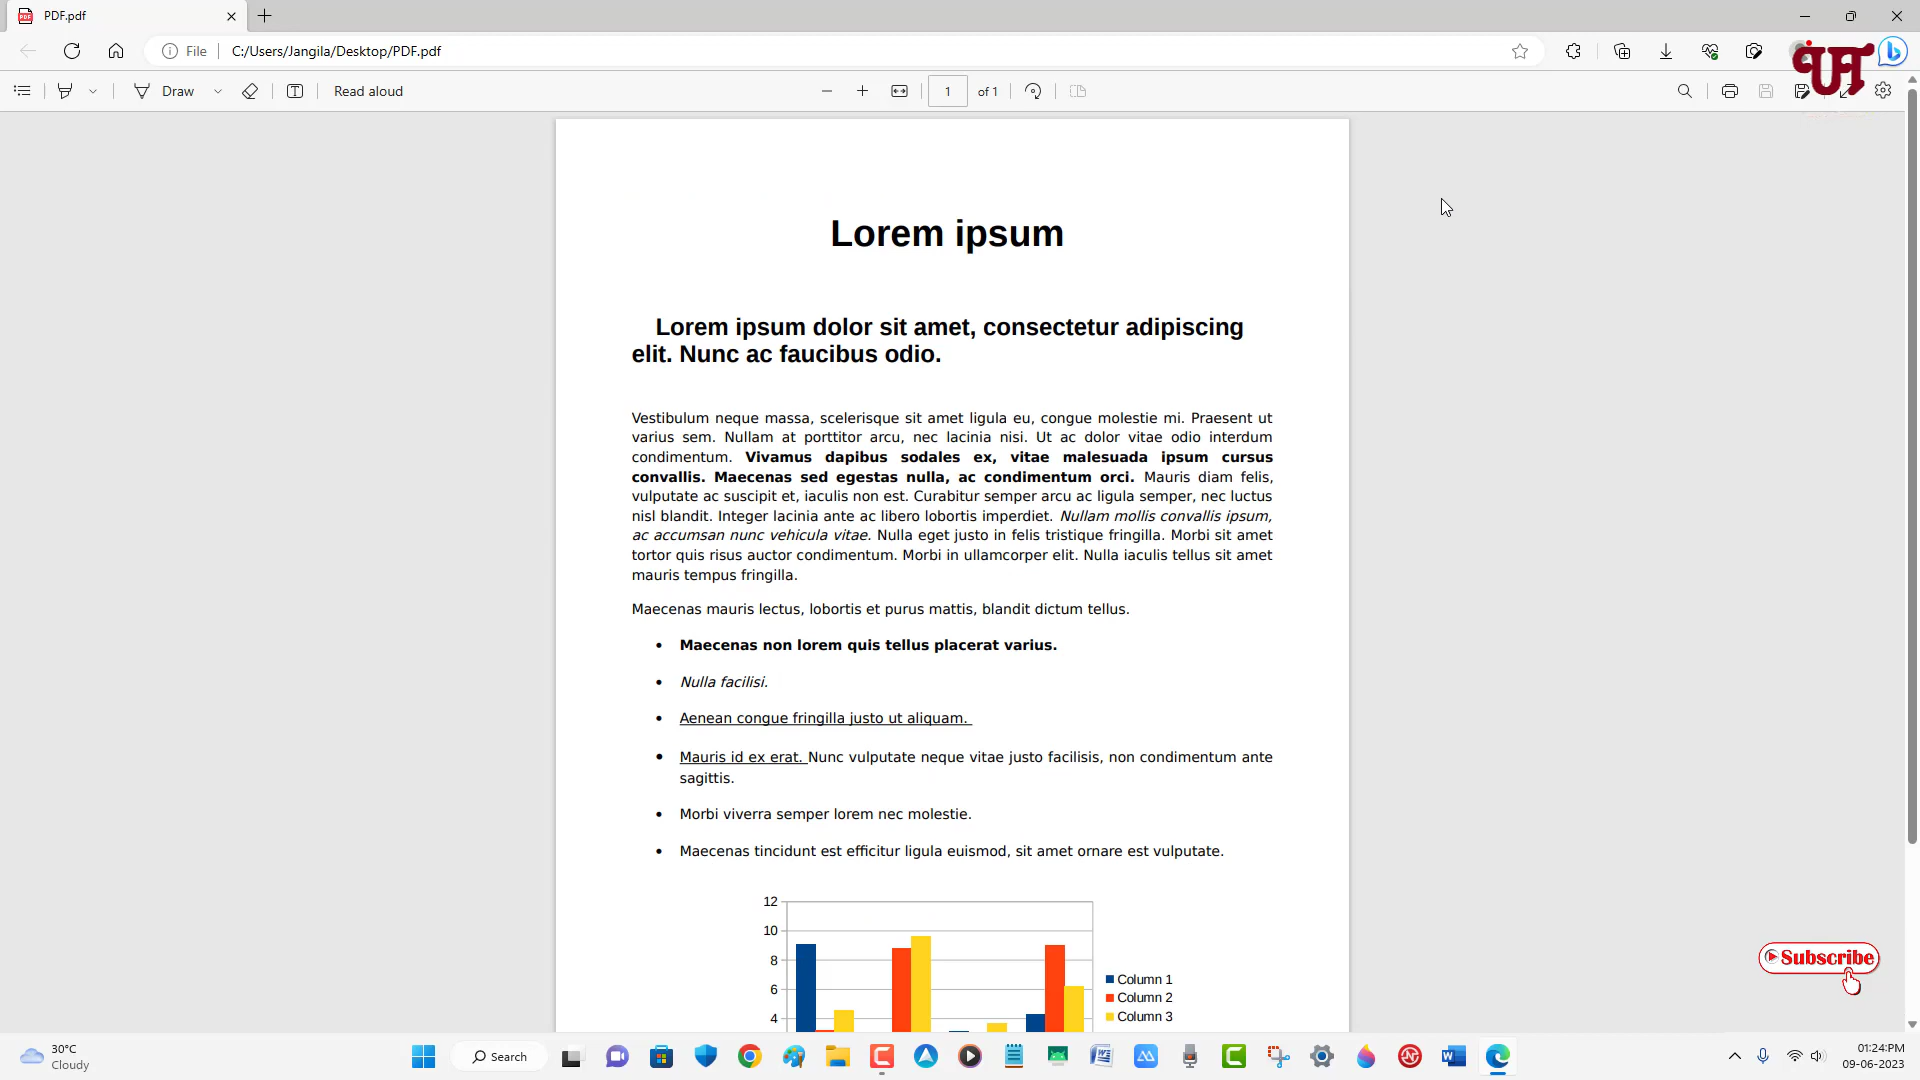 PDF.pdf
File
C:/Users/Jangila/Desktop/PDF.pdf
Draw
Read aloud
1
of 1
Lorem ipsum
Lorem ipsum dolor sit amet, consectetur adipiscing
elit. Nunc ac faucibus odio.
Vestibulum neque massa, scelerisque sit amet ligula eu, congue molestie mi. Praesent ut
varius sem. Nullam at porttitor arcu, nec lacinia nisi. Ut ac dolor vitae odio interdum
condimentum. Vivamus dapibus sodales ex, vitae malesuada ipsum cursus
convallis. Maecenas sed egestas nulla, ac condimentum orci. Mauris diam felis,
vulputate ac suscipit et, iaculis non est. Curabitur semper arcu ac ligula semper, nec luctus
nisl blandit. Integer lacinia ante ac libero lobortis imperdiet. Nullam mollis convallis ipsum,
ac accumsan nunc vehicula vitae. Nulla eget justo in felis tristique fringilla. Morbi sit amet
tortor quis risus auctor condimentum. Morbi in ullamcorper elit. Nulla iaculis tellus sit amet
mauris tempus fringilla.
Maecenas mauris lectus, lobortis et purus mattis, blandit dictum tellus.
• Maecenas non lorem quis tellus placerat varius.
• Nulla facilisi.
• Aenean congue fringilla justo ut aliquam.
• Mauris id ex erat. Nunc vulputate neque vitae justo facilisis, non condimentum ante
sagittis.
• Morbi viverra semper lorem nec molestie.
• Maecenas tincidunt est efficitur ligula euismod, sit amet ornare est vulputate.
12
10
8
6
4
Column 1
Column 2
Column 3
Subscribe
30°C
Cloudy
Search
01:24:PM
09-06-2023